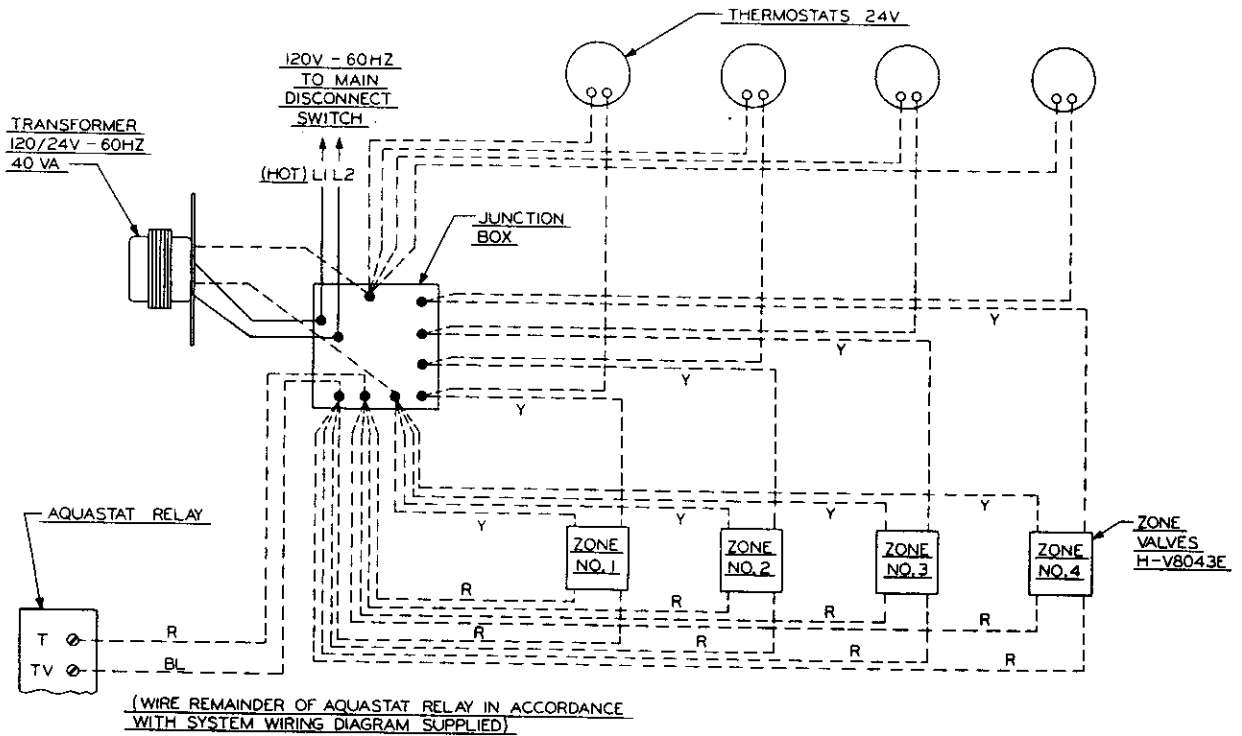 THERMOSTATS 24V
120V - 60HZ
TO MAIN
DISCONNECT
SWITCH
TRANSFORMER
120/24V - 60HZ
40 VA
(HOT) L1 L2
JUNCTION
BOX
Y
Y
Y
Y
Y
Y
Y
Y
AQUASTAT RELAY
ZONE
NO. 1
ZONE
NO. 2
ZONE
NO. 3
ZONE
NO. 4
ZONE
VALVES
H-V8043E
R
R
R
R
R
R
R
R
T
R
TV
BL
(WIRE REMAINDER OF AQUASTAT RELAY IN ACCORDANCE
WITH SYSTEM WIRING DIAGRAM SUPPLIED)